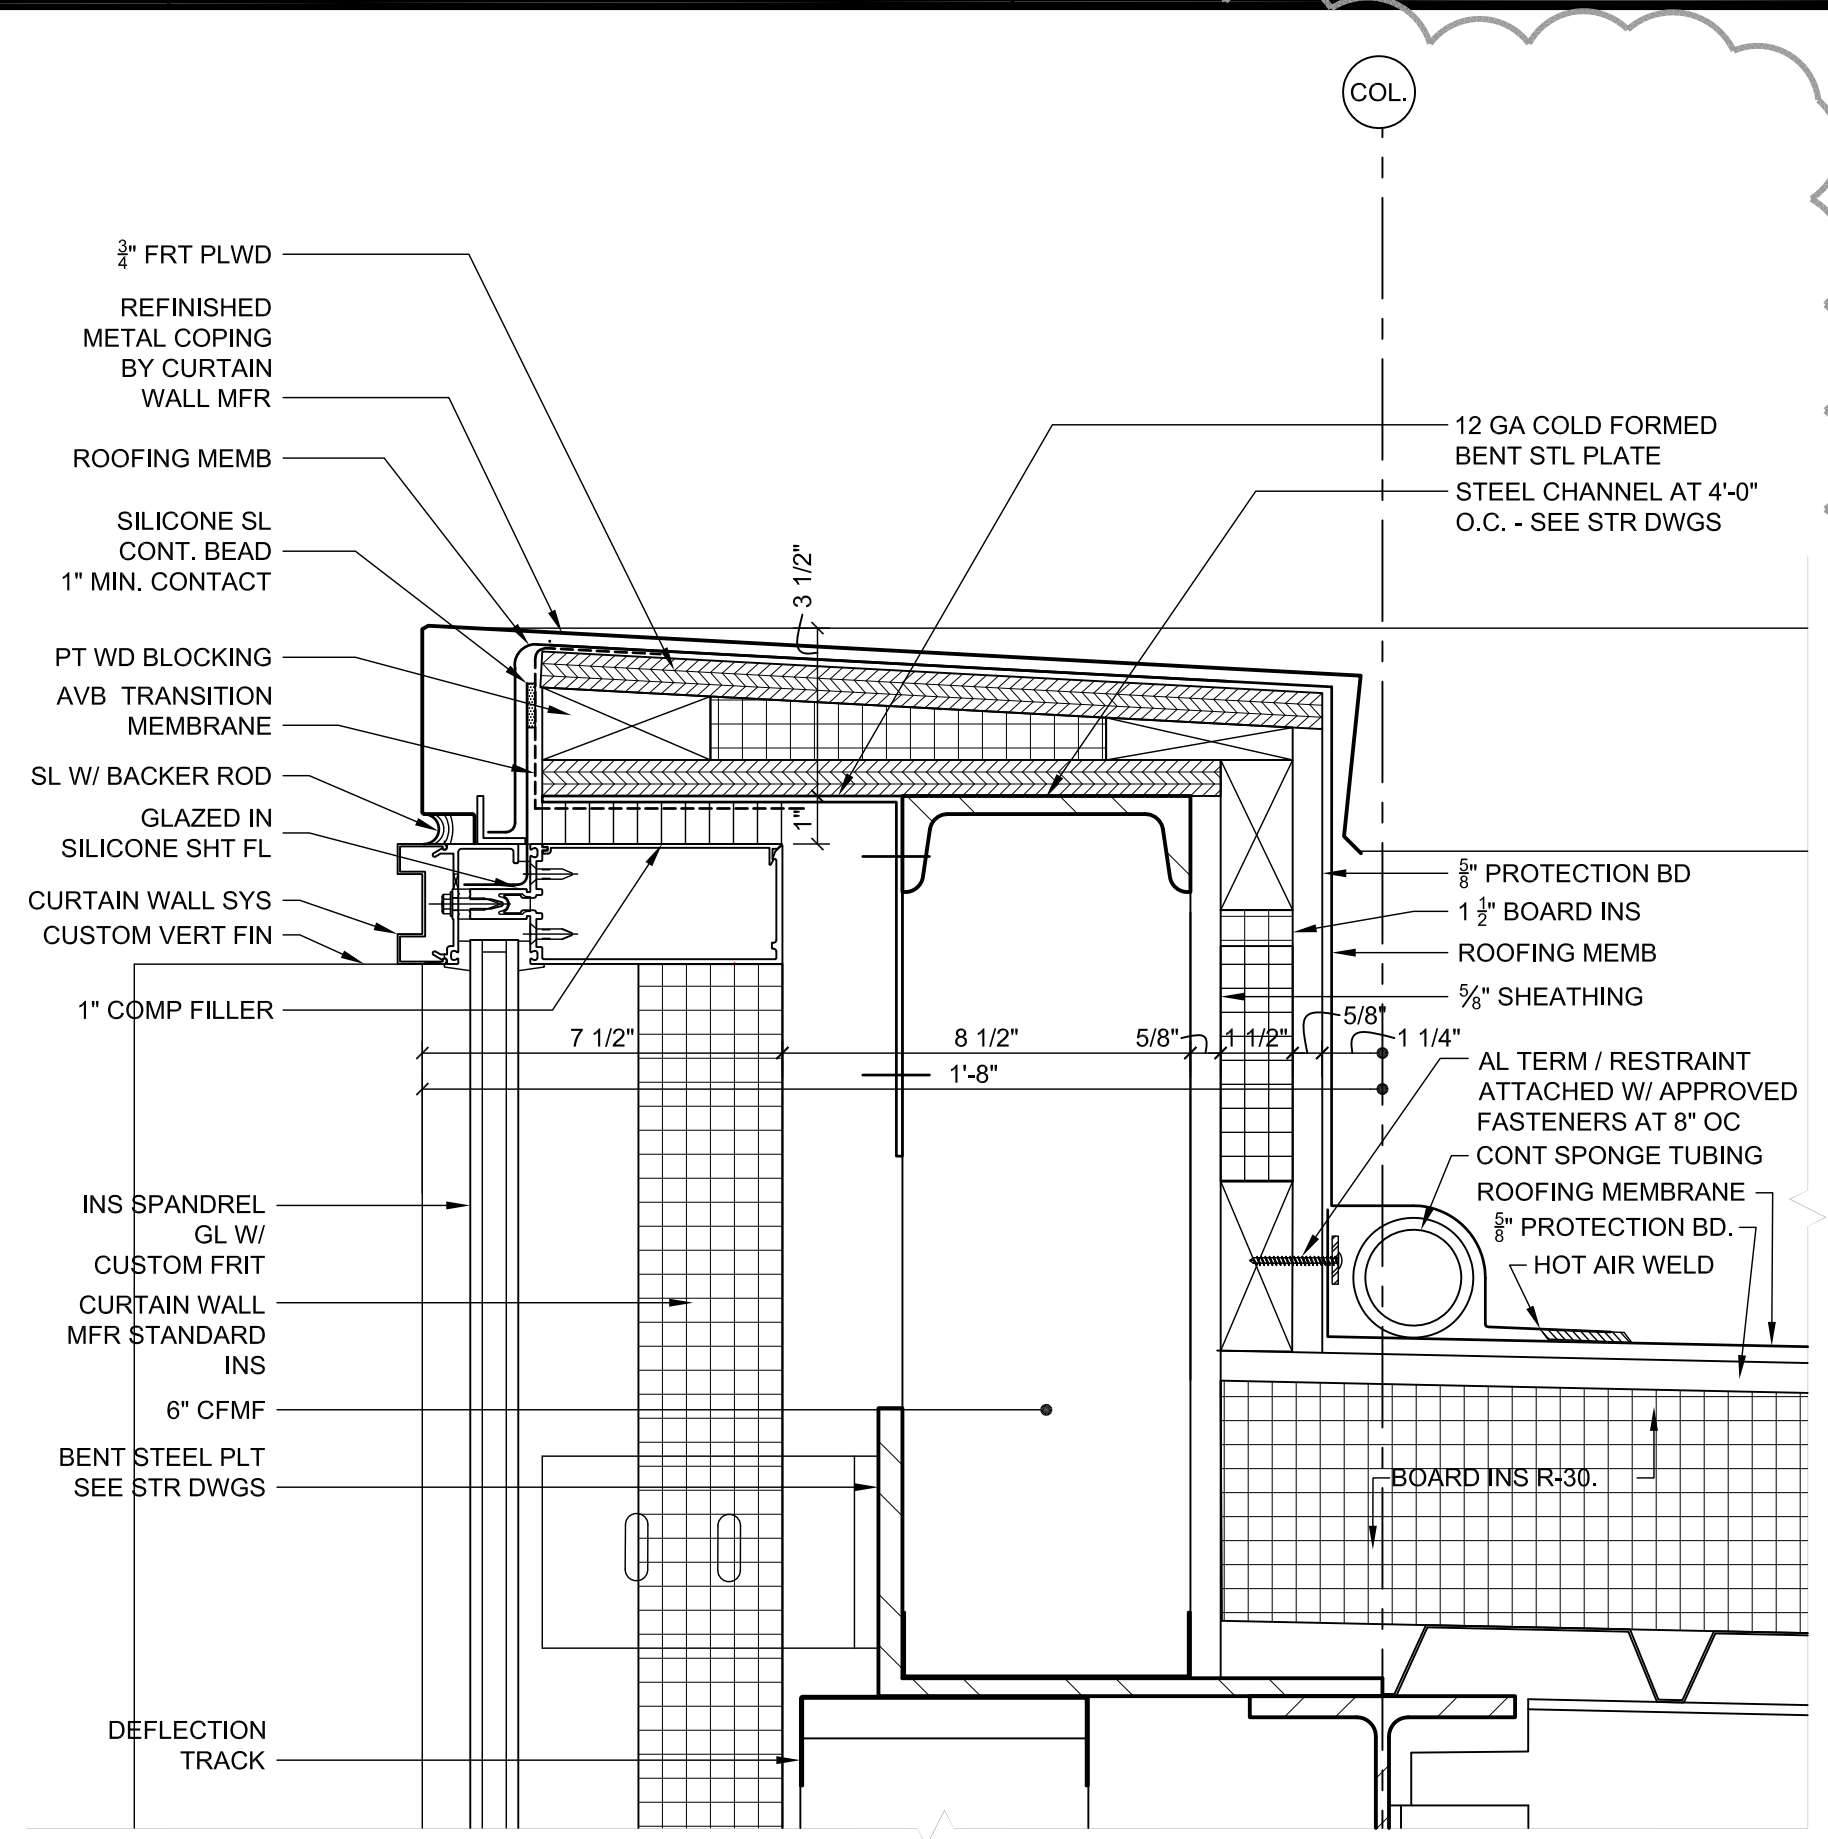 COL.
3/4" FRT PLWD
REFINISHED
METAL COPING
BY CURTAIN
WALL MFR
ROOFING MEMB
SILICONE SL
CONT. BEAD
1" MIN. CONTACT
PT WD BLOCKING
AVB TRANSITION
MEMBRANE
SL W/ BACKER ROD
GLAZED IN
SILICONE SHT FL
CURTAIN WALL SYS
CUSTOM VERT FIN
1" COMP FILLER
INS SPANDREL
GL W/
CUSTOM FRIT
CURTAIN WALL
MFR STANDARD
INS
6" CFMF
BENT STEEL PLT
SEE STR DWGS
DEFLECTION
TRACK
3 1/2"
1"
7 1/2"
8 1/2"
5/8"
1 1/2"
5/8"
1 1/4"
1'-8"
12 GA COLD FORMED
BENT STL PLATE
STEEL CHANNEL AT 4'-0"
O.C. - SEE STR DWGS
5/8" PROTECTION BD
1 1/2" BOARD INS
ROOFING MEMB
5/8" SHEATHING
AL TERM / RESTRAINT
ATTACHED W/ APPROVED
FASTENERS AT 8" OC
CONT SPONGE TUBING
ROOFING MEMBRANE
5/8" PROTECTION BD.
HOT AIR WELD
BOARD INS R-30.